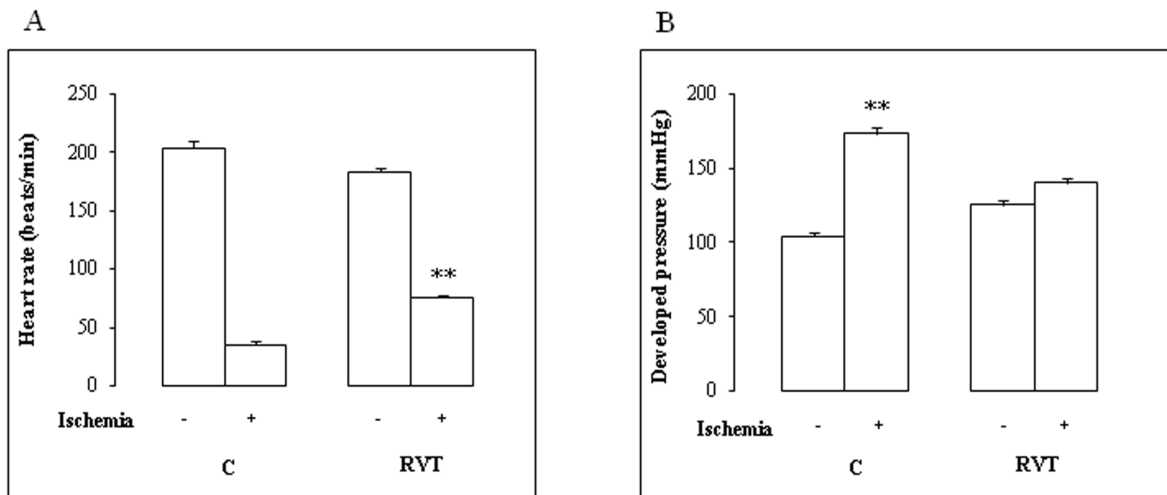 A
Heart rate (beats/min)
250
200
150
100
50
0
**
Ischemia - + - +
C RVT
B
Developed pressure (mmHg)
200
150
100
50
0
**
Ischemia - + - +
C RVT